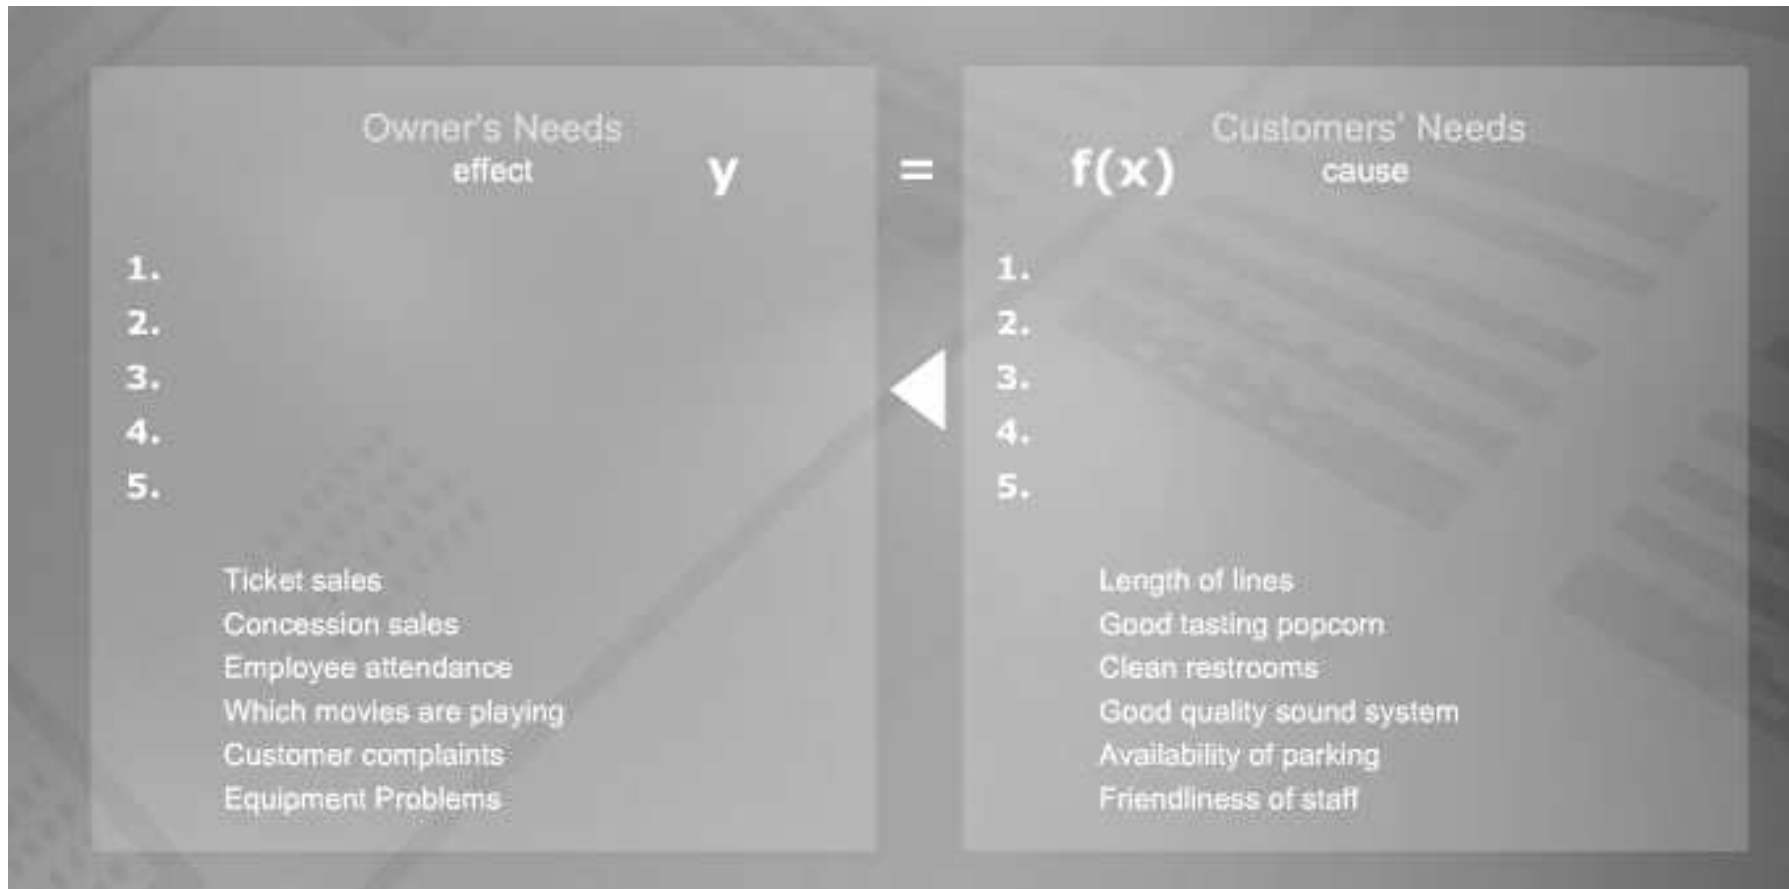 Owner's Needs
effect
y
=
f(x)
Customers' Needs
cause
1.
2.
3.
4.
5.
Ticket sales
Concession sales
Employee attendance
Which movies are playing
Customer complaints
Equipment Problems
1.
2.
3.
4.
5.
Length of lines
Good tasting popcorn
Clean restrooms
Good quality sound system
Availability of parking
Friendliness of staff